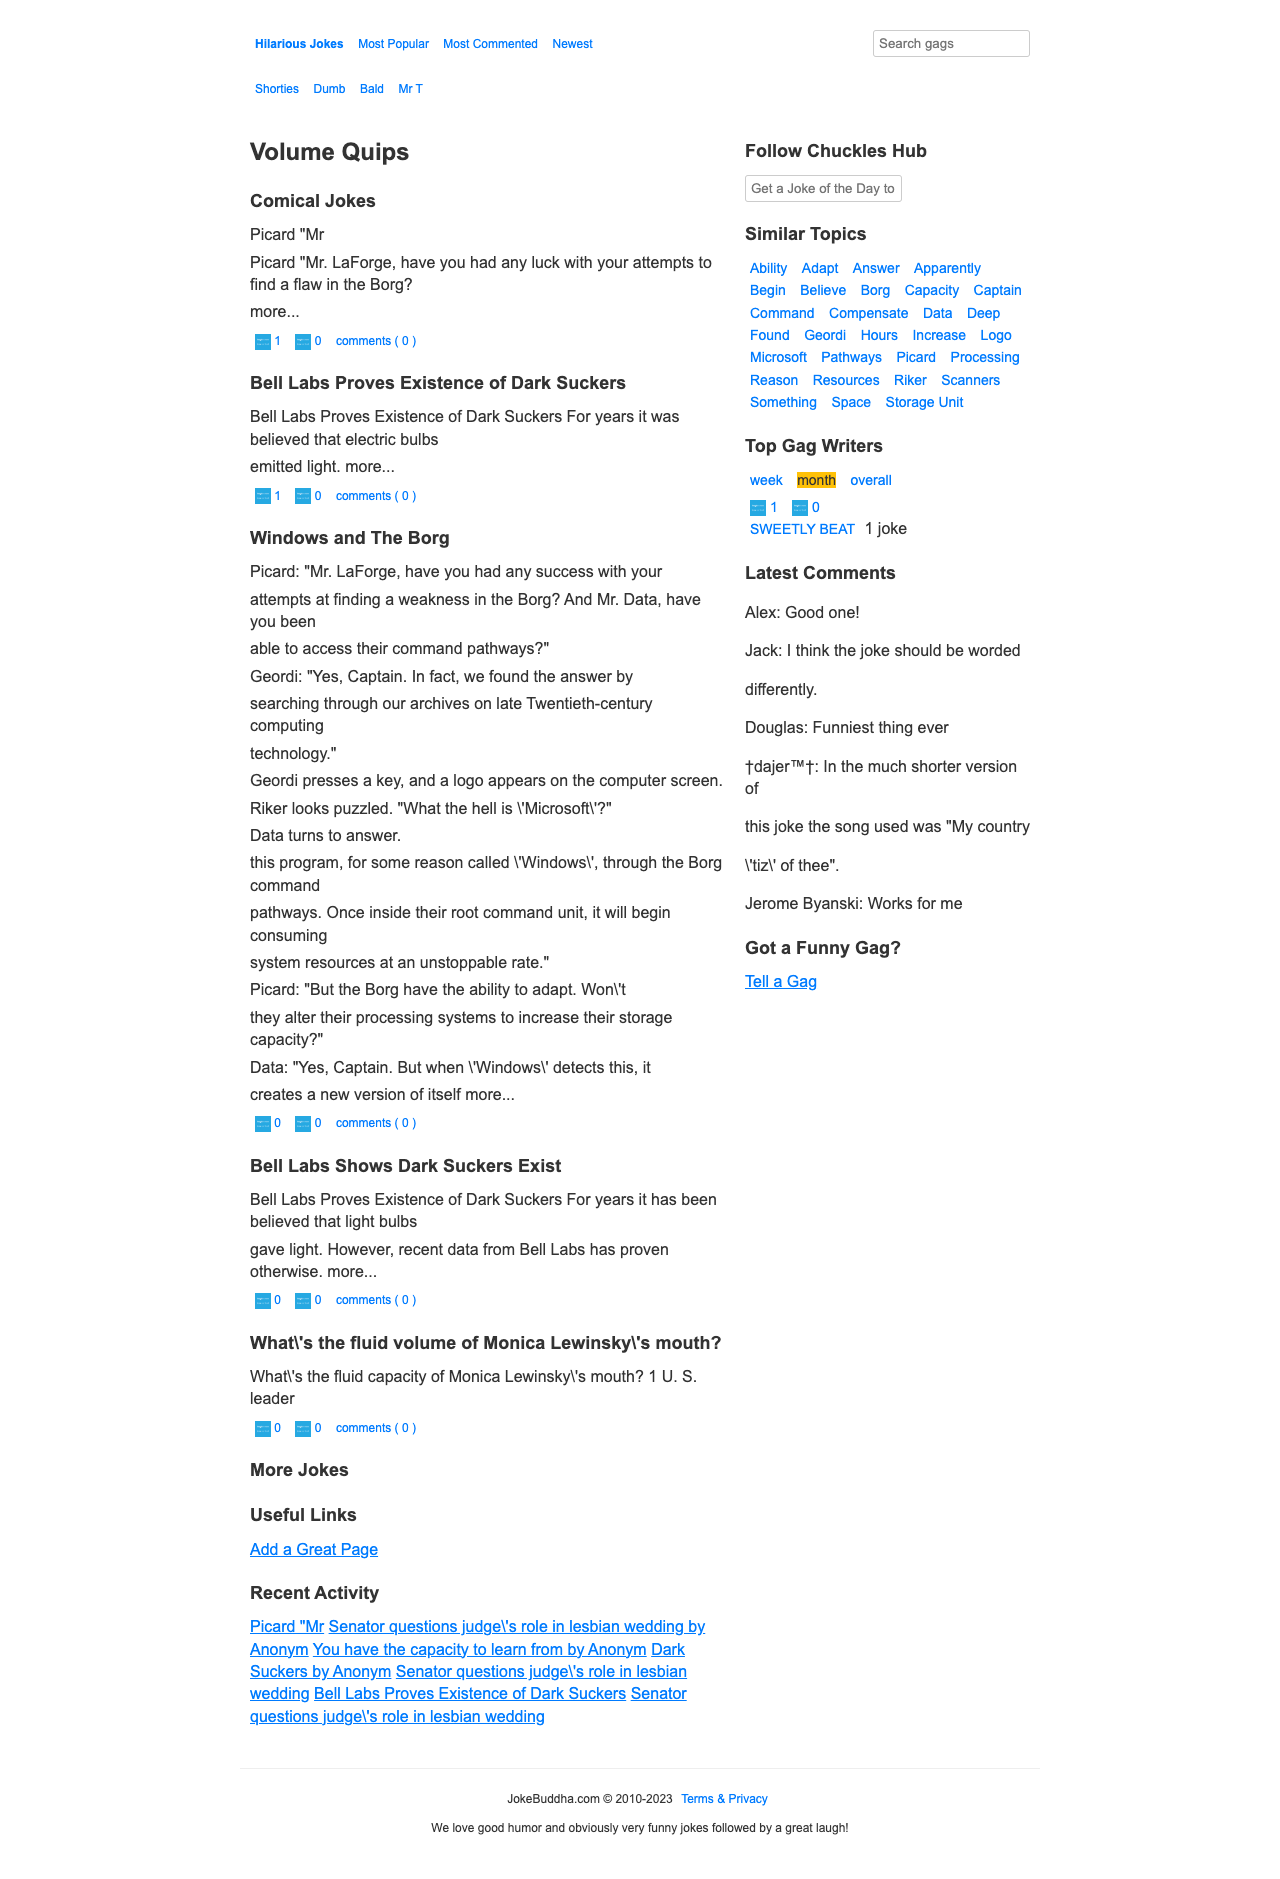 Hilarious Jokes Most Popular Most Commented Newest
Search gags
Shorties Dumb Bald Mr T
Volume Quips
Comical Jokes
Picard "Mr
Picard "Mr. LaForge, have you had any luck with your attempts to
find a flaw in the Borg?
more...
1 0 comments ( 0 )
Bell Labs Proves Existence of Dark Suckers
Bell Labs Proves Existence of Dark Suckers For years it was
believed that electric bulbs
emitted light. more...
1 0 comments ( 0 )
Windows and The Borg
Picard: "Mr. LaForge, have you had any success with your
attempts at finding a weakness in the Borg? And Mr. Data, have
you been
able to access their command pathways?"
Geordi: "Yes, Captain. In fact, we found the answer by
searching through our archives on late Twentieth-century
computing
technology."
Geordi presses a key, and a logo appears on the computer screen.
Riker looks puzzled. "What the hell is \'Microsoft\'?"
Data turns to answer.
this program, for some reason called \'Windows\', through the Borg
command
pathways. Once inside their root command unit, it will begin
consuming
system resources at an unstoppable rate."
Picard: "But the Borg have the ability to adapt. Won\'t
they alter their processing systems to increase their storage
capacity?"
Data: "Yes, Captain. But when \'Windows\' detects this, it
creates a new version of itself more...
0 0 comments ( 0 )
Bell Labs Shows Dark Suckers Exist
Bell Labs Proves Existence of Dark Suckers For years it has been
believed that light bulbs
gave light. However, recent data from Bell Labs has proven
otherwise. more...
0 0 comments ( 0 )
What\'s the fluid volume of Monica Lewinsky\'s mouth?
What\'s the fluid capacity of Monica Lewinsky\'s mouth? 1 U. S.
leader
0 0 comments ( 0 )
More Jokes
Useful Links
Add a Great Page
Recent Activity
Picard "Mr Senator questions judge\'s role in lesbian wedding by
Anonym You have the capacity to learn from by Anonym Dark
Suckers by Anonym Senator questions judge\'s role in lesbian
wedding Bell Labs Proves Existence of Dark Suckers Senator
questions judge\'s role in lesbian wedding
Follow Chuckles Hub
Get a Joke of the Day to
Similar Topics
Ability Adapt Answer Apparently
Begin Believe Borg Capacity Captain
Command Compensate Data Deep
Found Geordi Hours Increase Logo
Microsoft Pathways Picard Processing
Reason Resources Riker Scanners
Something Space Storage Unit
Top Gag Writers
week month overall
1 0
SWEETLY BEAT 1 joke
Latest Comments
Alex: Good one!
Jack: I think the joke should be worded
differently.
Douglas: Funniest thing ever
†dajer™†: In the much shorter version
of
this joke the song used was "My country
\'tiz\' of thee".
Jerome Byanski: Works for me
Got a Funny Gag?
Tell a Gag
JokeBuddha.com © 2010-2023 Terms & Privacy
We love good humor and obviously very funny jokes followed by a great laugh!